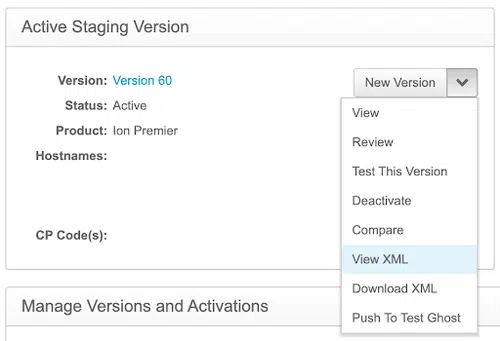 Active Staging Version
Version: Version 60
New Version
Status: Active
Product: Ion Premier
Hostnames:
CP Code(s):
View
Review
Test This Version
Deactivate
Compare
View XML
Download XML
Push To Test Ghost
Manage Versions and Activations